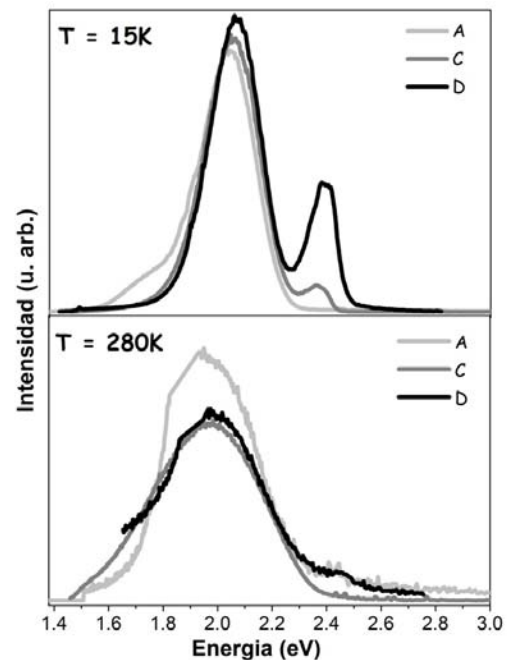 T = 15K
A
C
D
Intensidad (u. arb.)
T = 280K
A
C
D
1.4 1.6 1.8 2.0 2.2 2.4 2.6 2.8 3.0
Energia (eV)